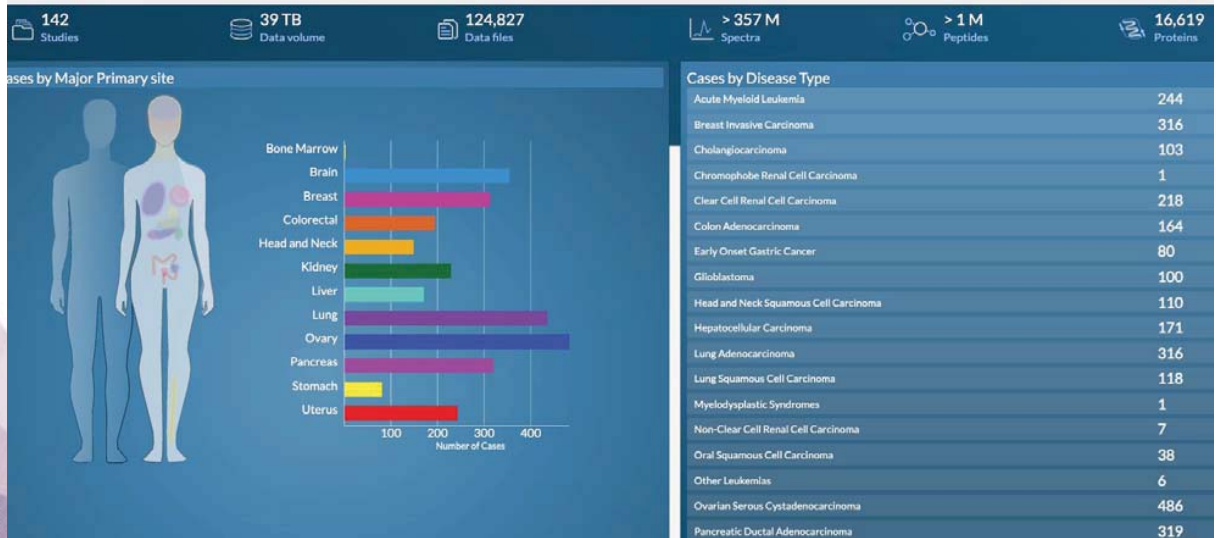 142
Studies
39 TB
Data volume
124,827
Data files
> 357 M
Spectra
> 1 M
Peptides
16,619
Proteins
ases by Major Primary site
Bone Marrow
Brain
Breast
Colorectal
Head and Neck
Kidney
Liver
Lung
Ovary
Pancreas
Stomach
Uterus
100 200 300 400
Number of Cases
Cases by Disease Type
Acute Myeloid Leukemia 244
Breast Invasive Carcinoma 316
Cholangiocarcinoma 103
Chromophobe Renal Cell Carcinoma 1
Clear Cell Renal Cell Carcinoma 218
Colon Adenocarcinoma 164
Early Onset Gastric Cancer 80
Glioblastoma 100
Head and Neck Squamous Cell Carcinoma 110
Hepatocellular Carcinoma 171
Lung Adenocarcinoma 316
Lung Squamous Cell Carcinoma 118
Myelodysplastic Syndromes 1
Non-Clear Cell Renal Cell Carcinoma 7
Oral Squamous Cell Carcinoma 38
Other Leukemias 6
Ovarian Serous Cystadenocarcinoma 486
Pancreatic Ductal Adenocarcinoma 319